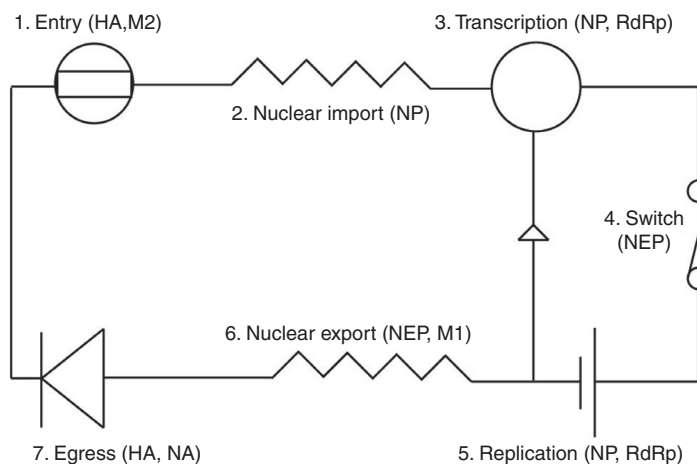 1. Entry (HA,M2)
3. Transcription (NP, RdRp)
2. Nuclear import (NP)
4. Switch
(NEP)
6. Nuclear export (NEP, M1)
7. Egress (HA, NA)
5. Replication (NP, RdRp)